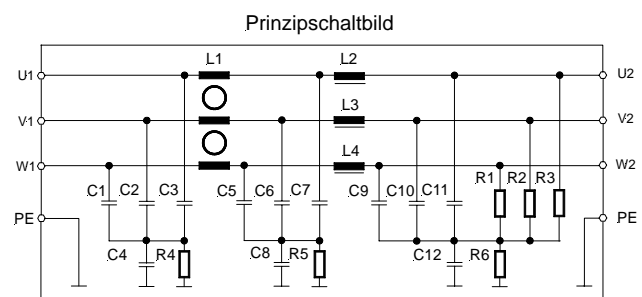 Prinzipschaltbild
L1 L2
U1 U2
L3
V1 V2
L4
W1 W2
R1 R2 R3
C1 C2 C3 C5 C6 C7 C9 C10 C11
PE PE
C4 R4 C8 R5 C12 R6